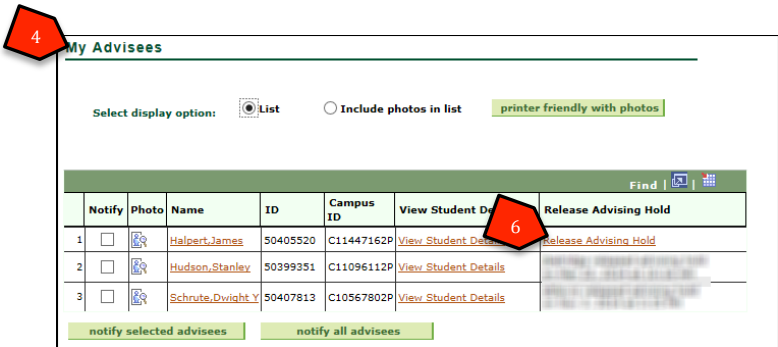 4
My Advisees
Select display option: List Include photos in list printer friendly with photos
Find | |
Notify Photo Name ID Campus ID View Student De 6 Release Advising Hold
1 Halpert,James 50405520 C11447162P View Student Details Release Advising Hold
2 Hudson,Stanley 50399351 C11096112P View Student Details
3 Schrute,Dwight Y 50407813 C10567802P View Student Details
notify selected advisees notify all advisees